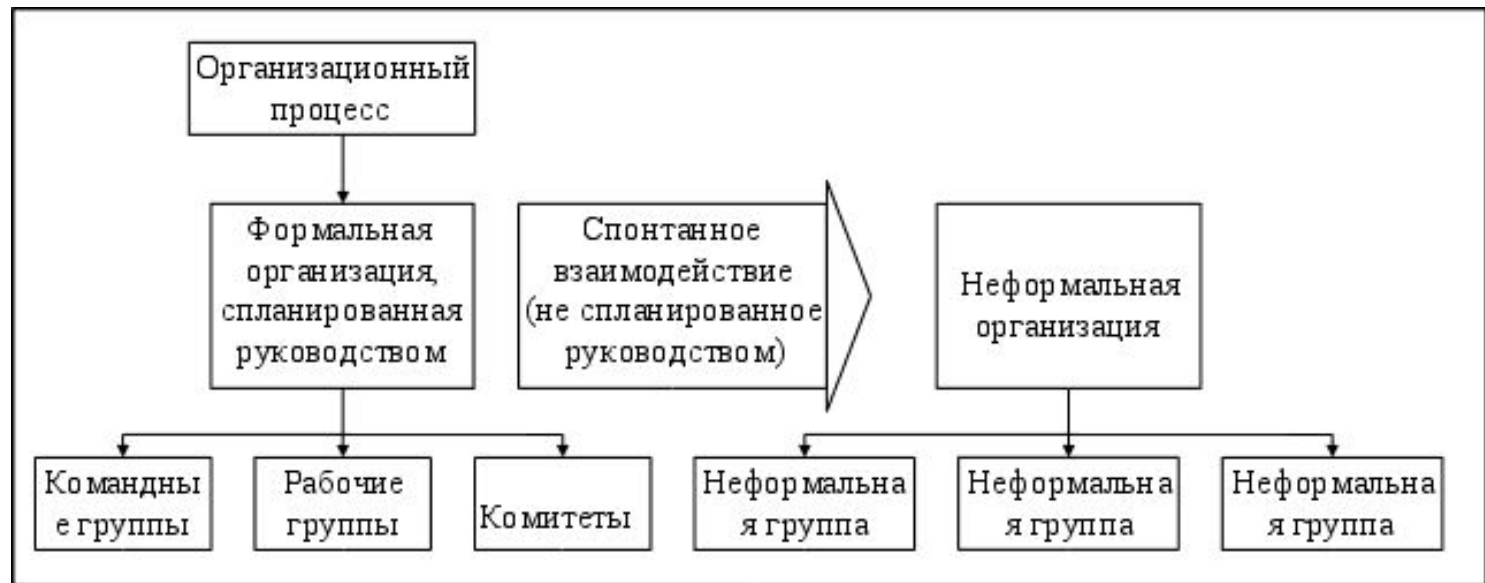 Организационный
процесс
Формальная
организация,
спланированная
руководством
Спонтанное
взаимодействие
(не спланированное
руководством)
Неформальная
организация
Командны
е группы
Рабочие
группы
Комитеты
Неформальна
я группа
Неформальна
я группа
Неформальна
я группа